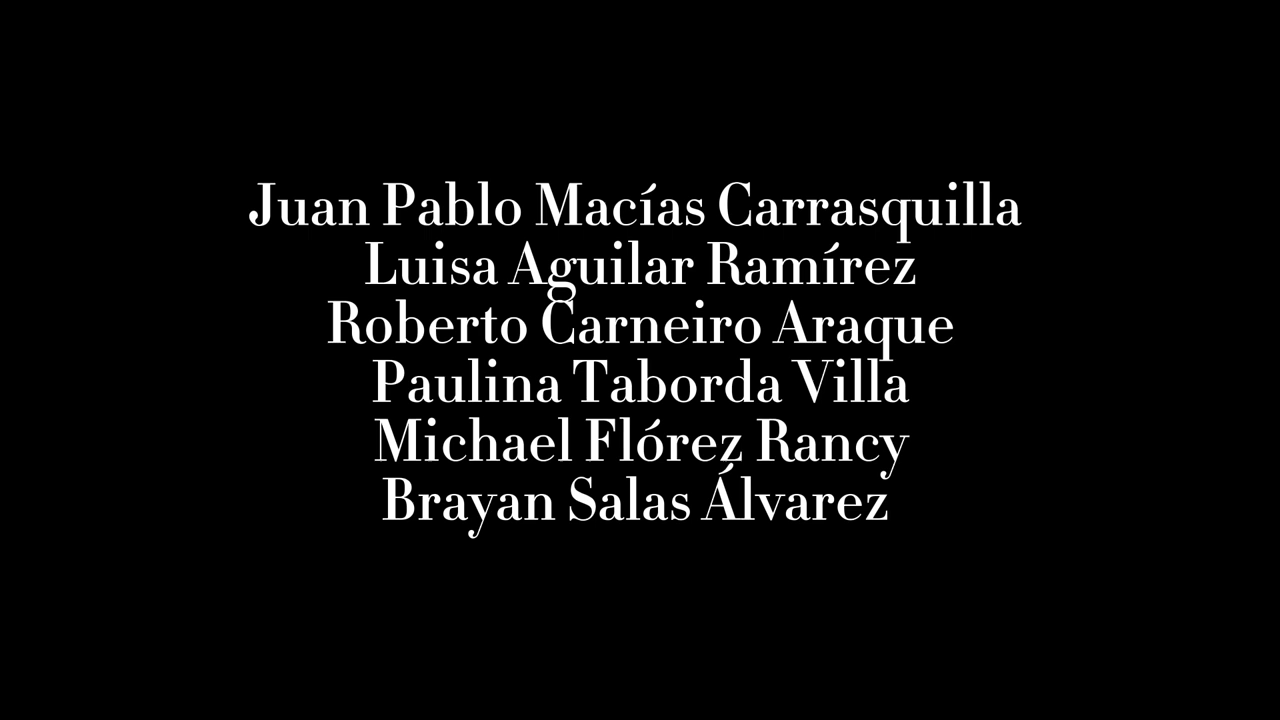 Juan Pablo Macías Carrasquilla
Luisa Aguilar Ramírez
Roberto Carneiro Araque
Paulina Taborda Villa
Michael Flórez Rancy
Brayan Salas Álvarez